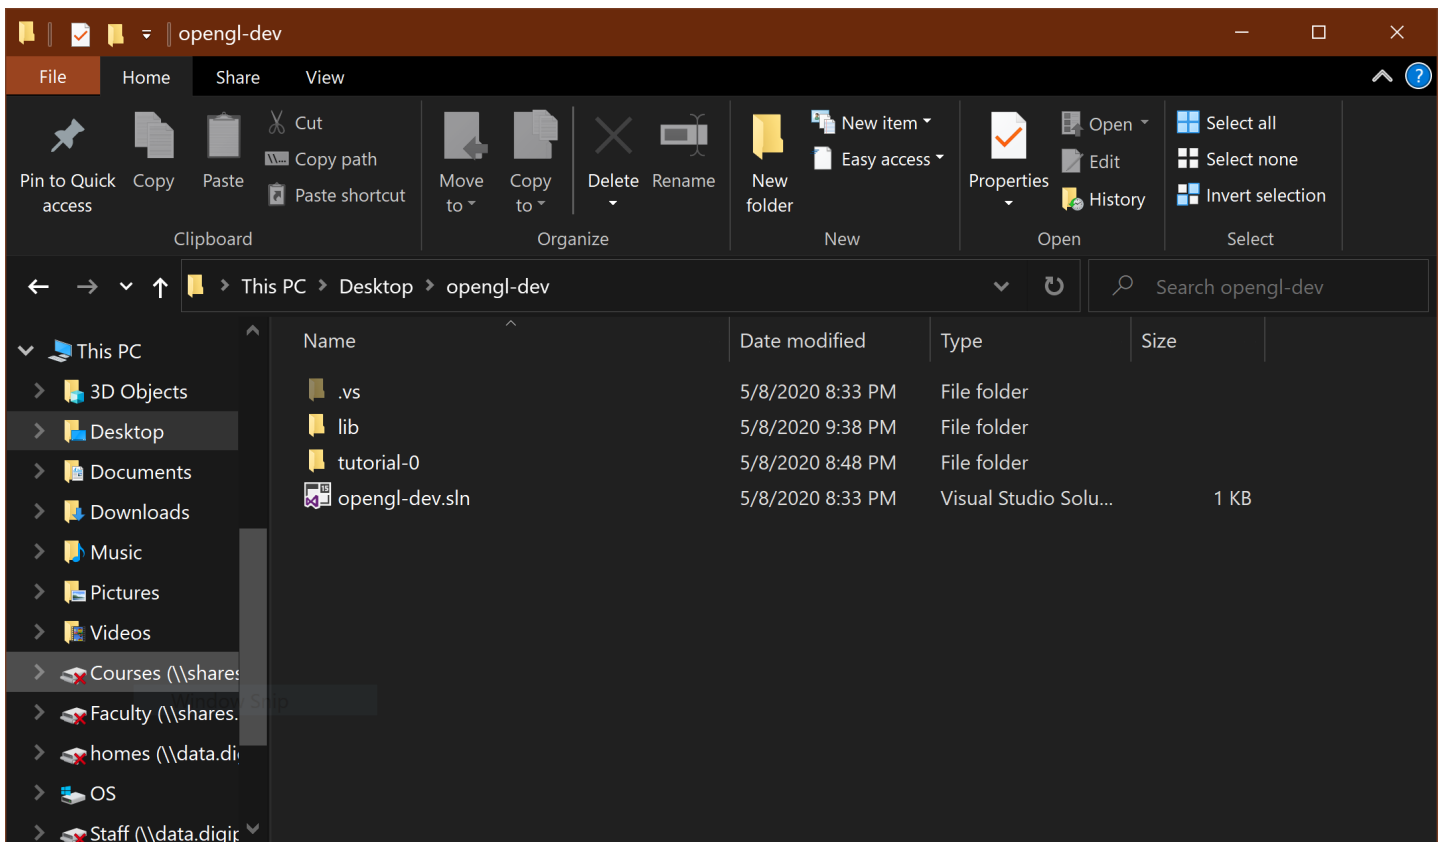 opengl-dev
File Home Share View
?
Pin to Quick access
Copy
Paste
Cut
Copy path
Paste shortcut
Clipboard
Move to
Copy to
Delete
Rename
Organize
New folder
New item
Easy access
New
Properties
Open
Edit
History
Open
Select all
Select none
Invert selection
Select
This PC > Desktop > opengl-dev
Search opengl-dev
This PC
3D Objects
Desktop
Documents
Downloads
Music
Pictures
Videos
Courses (\\shares
Faculty (\\shares.
homes (\\data.di
OS
Staff (\\data.digip
Window Snip
Name Date modified Type Size
.vs 5/8/2020 8:33 PM File folder
lib 5/8/2020 9:38 PM File folder
tutorial-0 5/8/2020 8:48 PM File folder
opengl-dev.sln 5/8/2020 8:33 PM Visual Studio Solu... 1 KB